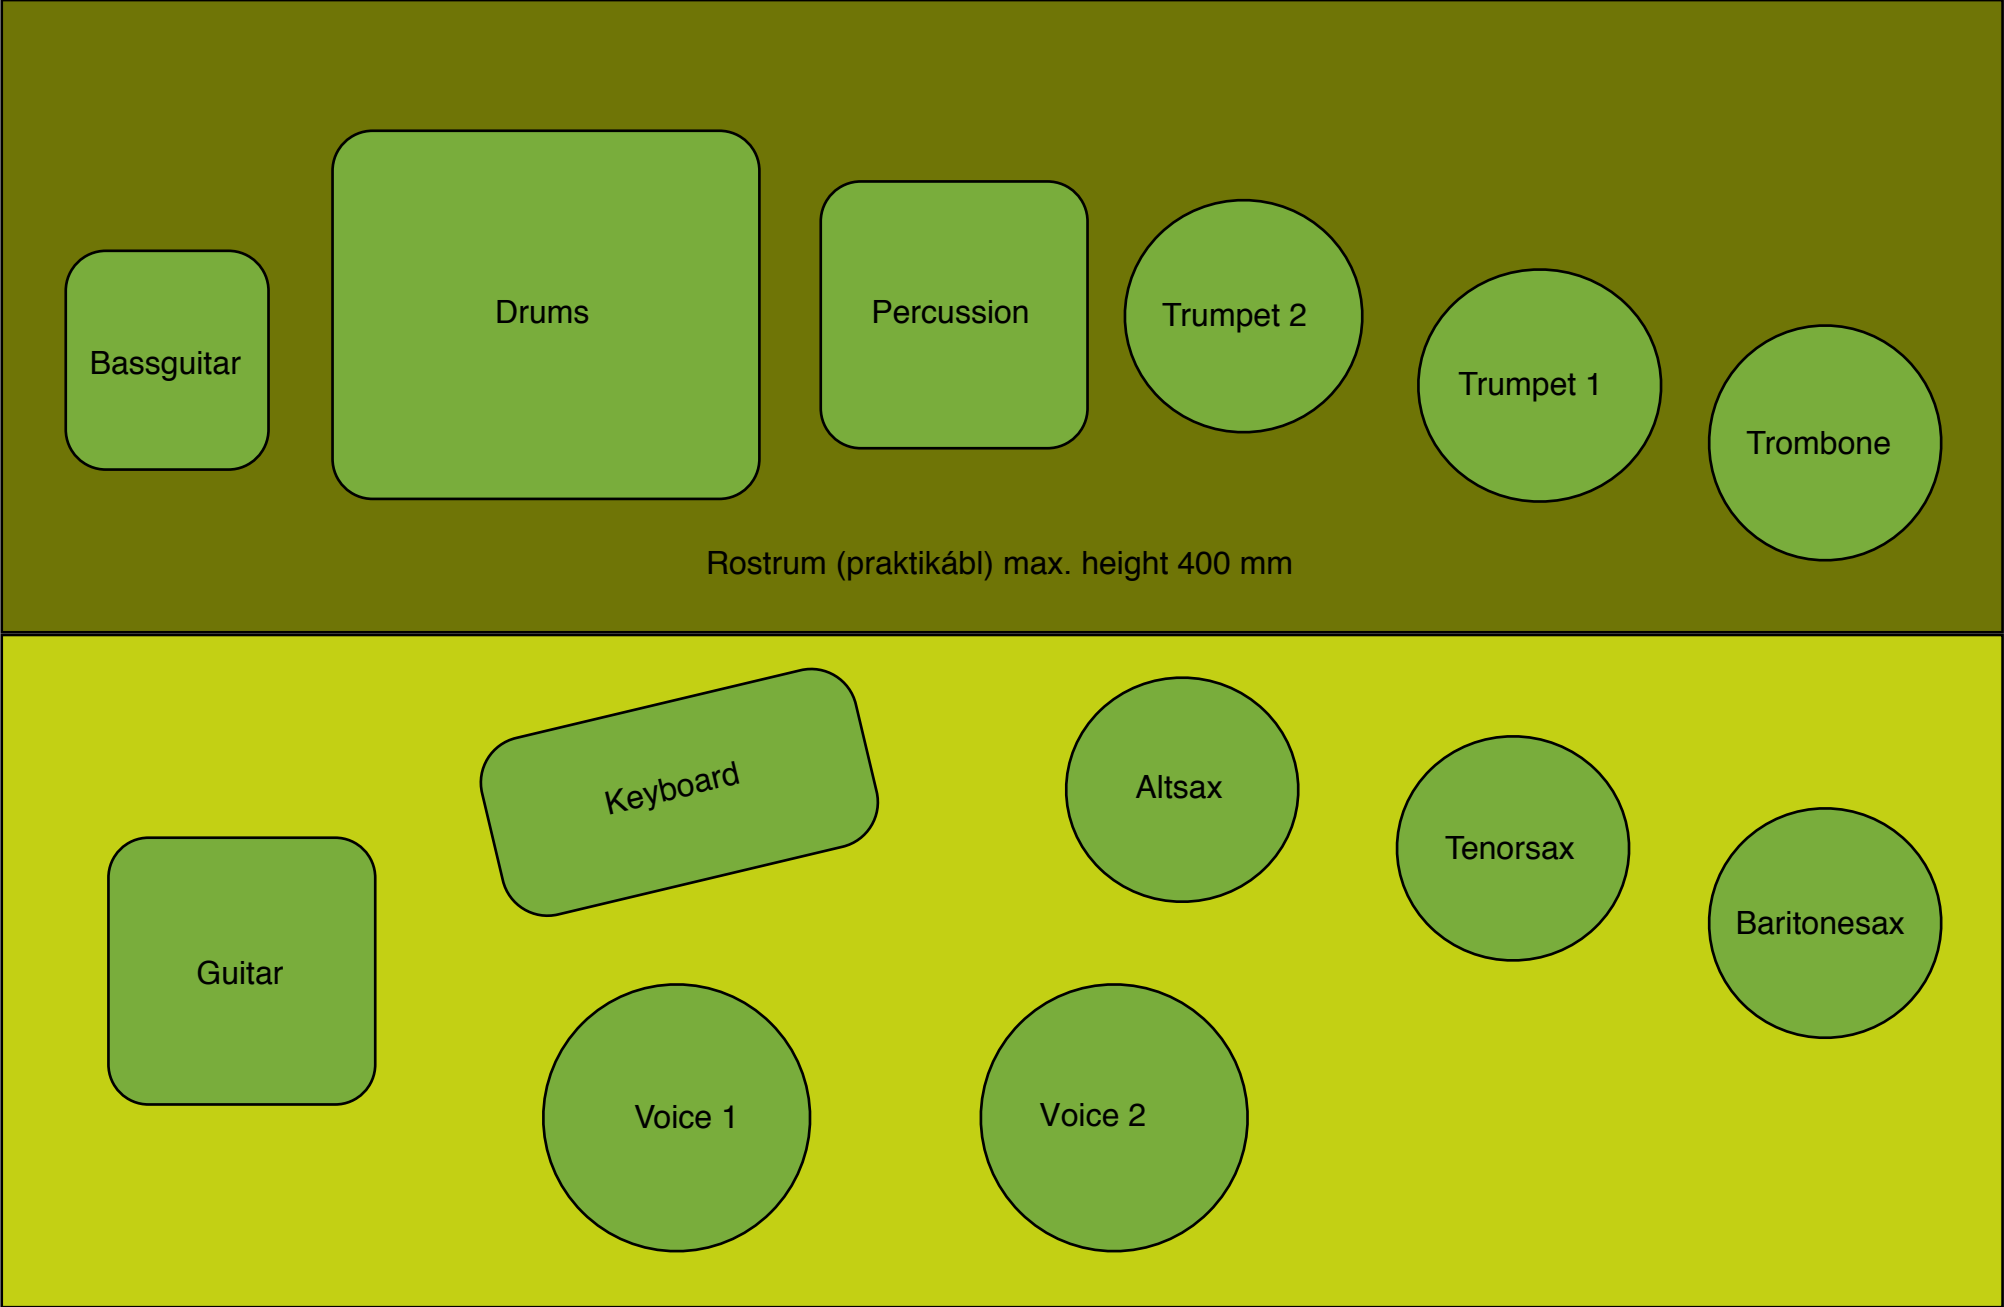 Bassguitar
Drums
Percussion
Trumpet 2
Trumpet 1
Trombone
Rostrum (praktikábl) max. height 400 mm
Keyboard
Altsax
Tenorsax
Baritonesax
Guitar
Voice 1
Voice 2